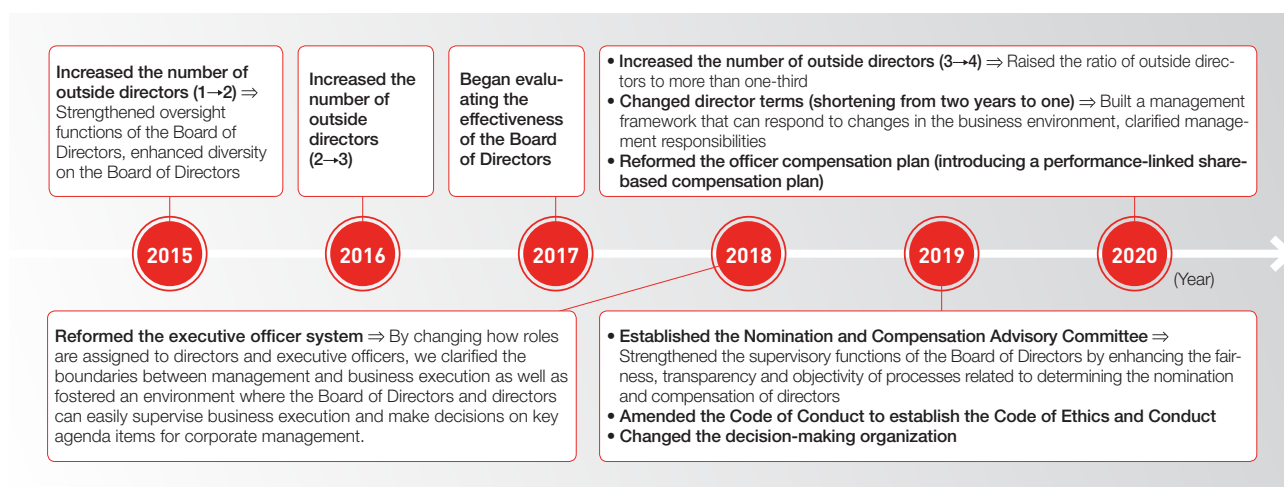 Increased the number of
outside directors (1→2) ⇒
Strengthened oversight
functions of the Board of
Directors, enhanced diversity
on the Board of Directors
Increased the
number of
outside
directors
(2→3)
Began evalu-
ating the
effectiveness
of the Board
of Directors
• Increased the number of outside directors (3→4) ⇒ Raised the ratio of outside direc-
tors to more than one-third
• Changed director terms (shortening from two years to one) ⇒ Built a management
framework that can respond to changes in the business environment, clarified manage-
ment responsibilities
• Reformed the officer compensation plan (introducing a performance-linked share-
based compensation plan)
2015
2016
2017
2018
2019
2020
(Year)
Reformed the executive officer system ⇒ By changing how roles
are assigned to directors and executive officers, we clarified the
boundaries between management and business execution as well as
fostered an environment where the Board of Directors and directors
can easily supervise business execution and make decisions on key
agenda items for corporate management.
• Established the Nomination and Compensation Advisory Committee ⇒
Strengthened the supervisory functions of the Board of Directors by enhancing the fair-
ness, transparency and objectivity of processes related to determining the nomination
and compensation of directors
• Amended the Code of Conduct to establish the Code of Ethics and Conduct
• Changed the decision-making organization